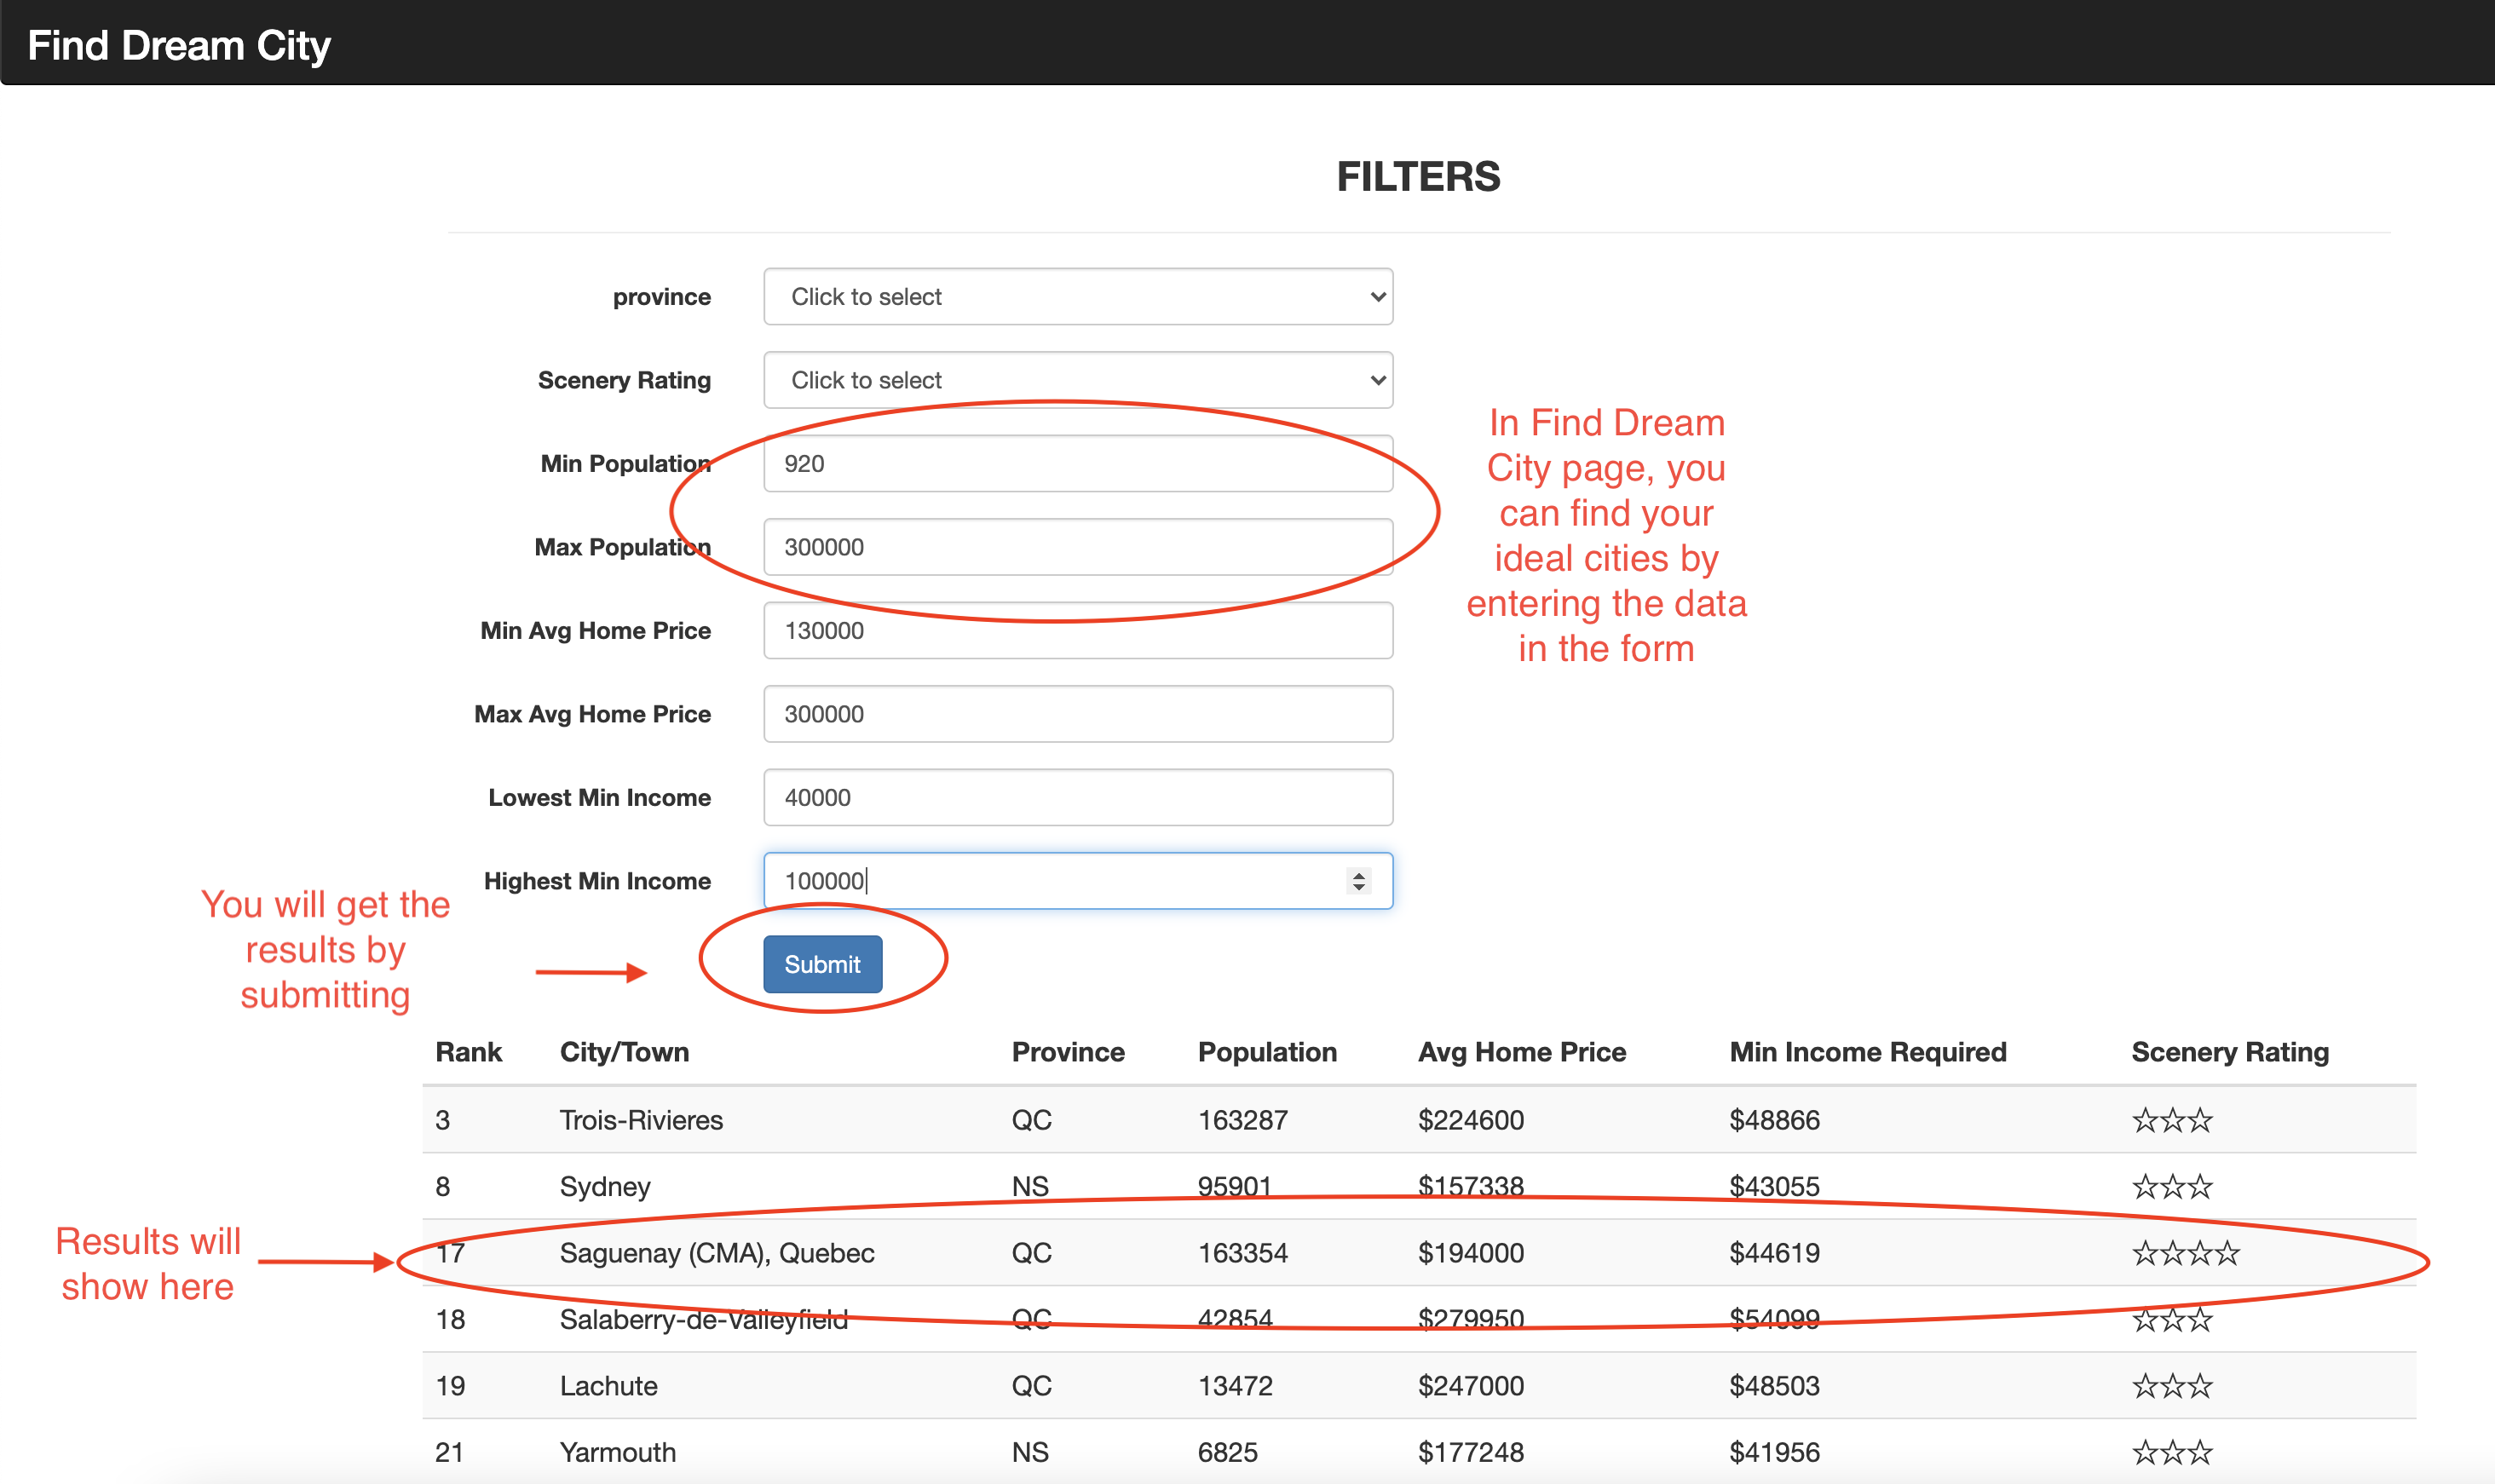 Find Dream City
FILTERS
province Click to select
Scenery Rating Click to select
Min Population 920
Max Population 300000
Min Avg Home Price 130000
Max Avg Home Price 300000
Lowest Min Income 40000
Highest Min Income 100000
Submit
In Find Dream
City page, you
can find your
ideal cities by
entering the data
in the form
You will get the
results by
submitting
Rank City/Town Province Population Avg Home Price Min Income Required Scenery Rating
3 Trois-Rivieres QC 163287 $224600 $48866 ☆☆☆
8 Sydney NS 95901 $157338 $43055 ☆☆☆
17 Saguenay (CMA), Quebec QC 163354 $194000 $44619 ☆☆☆☆
18 Salaberry-de-Valleyfield QC 42854 $279950 $54099 ☆☆☆
19 Lachute QC 13472 $247000 $48503 ☆☆☆
21 Yarmouth NS 6825 $177248 $41956 ☆☆☆
Results will
show here